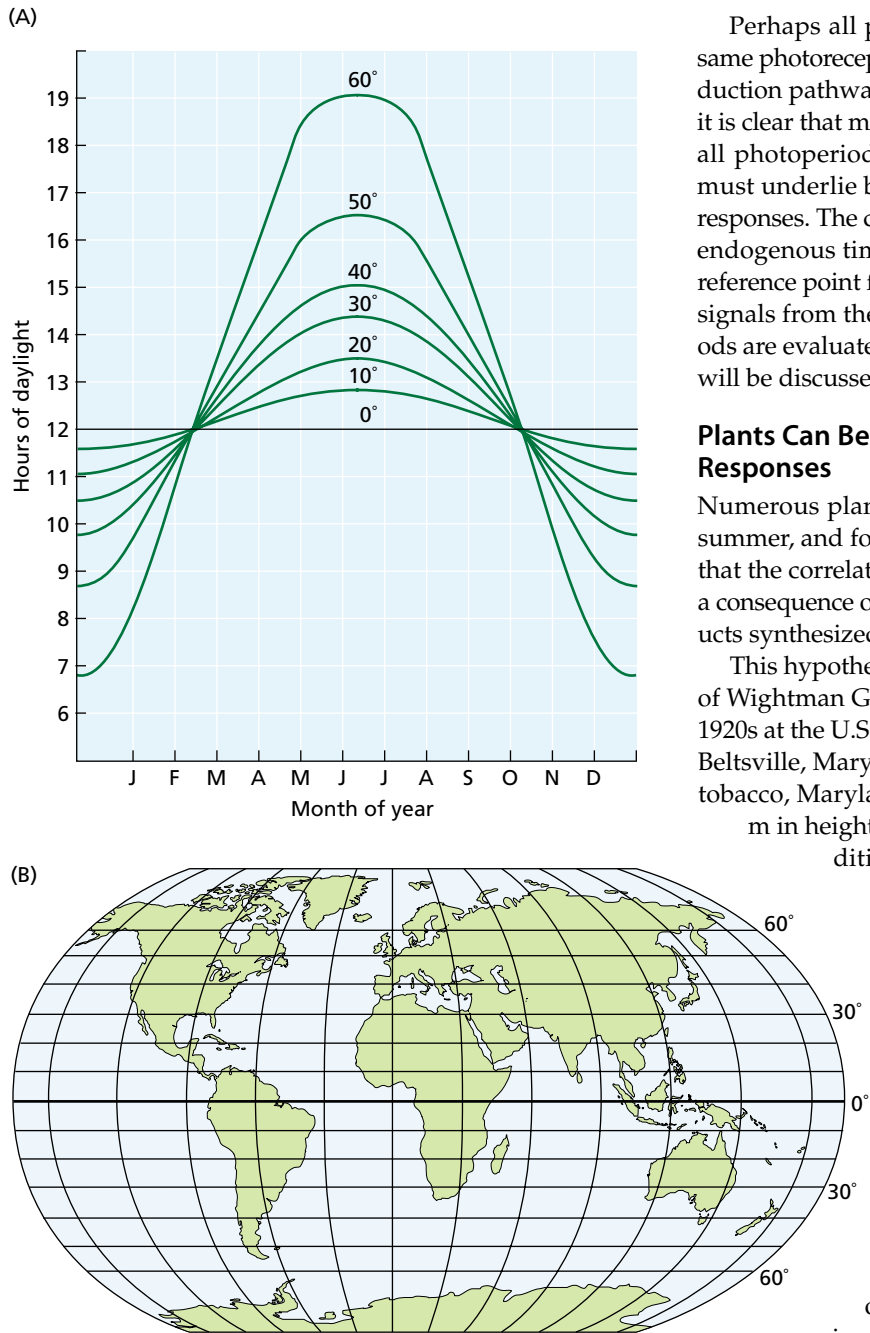 (A)
60°
50°
40°
30°
20°
10°
0°
19
18
17
16
15
14
13
12
11
10
9
8
7
6
Hours of daylight
J F M A M J J A S O N D
Month of year
(B)
60°
30°
0°
30°
60°
Perhaps all p
same photorecep
duction pathwa
it is clear that m
all photoperiod
must underlie b
responses. The c
endogenous tim
reference point f
signals from the
ods are evaluate
will be discusse
Plants Can Be
Responses
Numerous plan
summer, and fo
that the correlat
a consequence o
ucts synthesized
This hypothe
of Wightman G
1920s at the U.S
Beltsville, Mary
tobacco, Maryla
m in height
diti